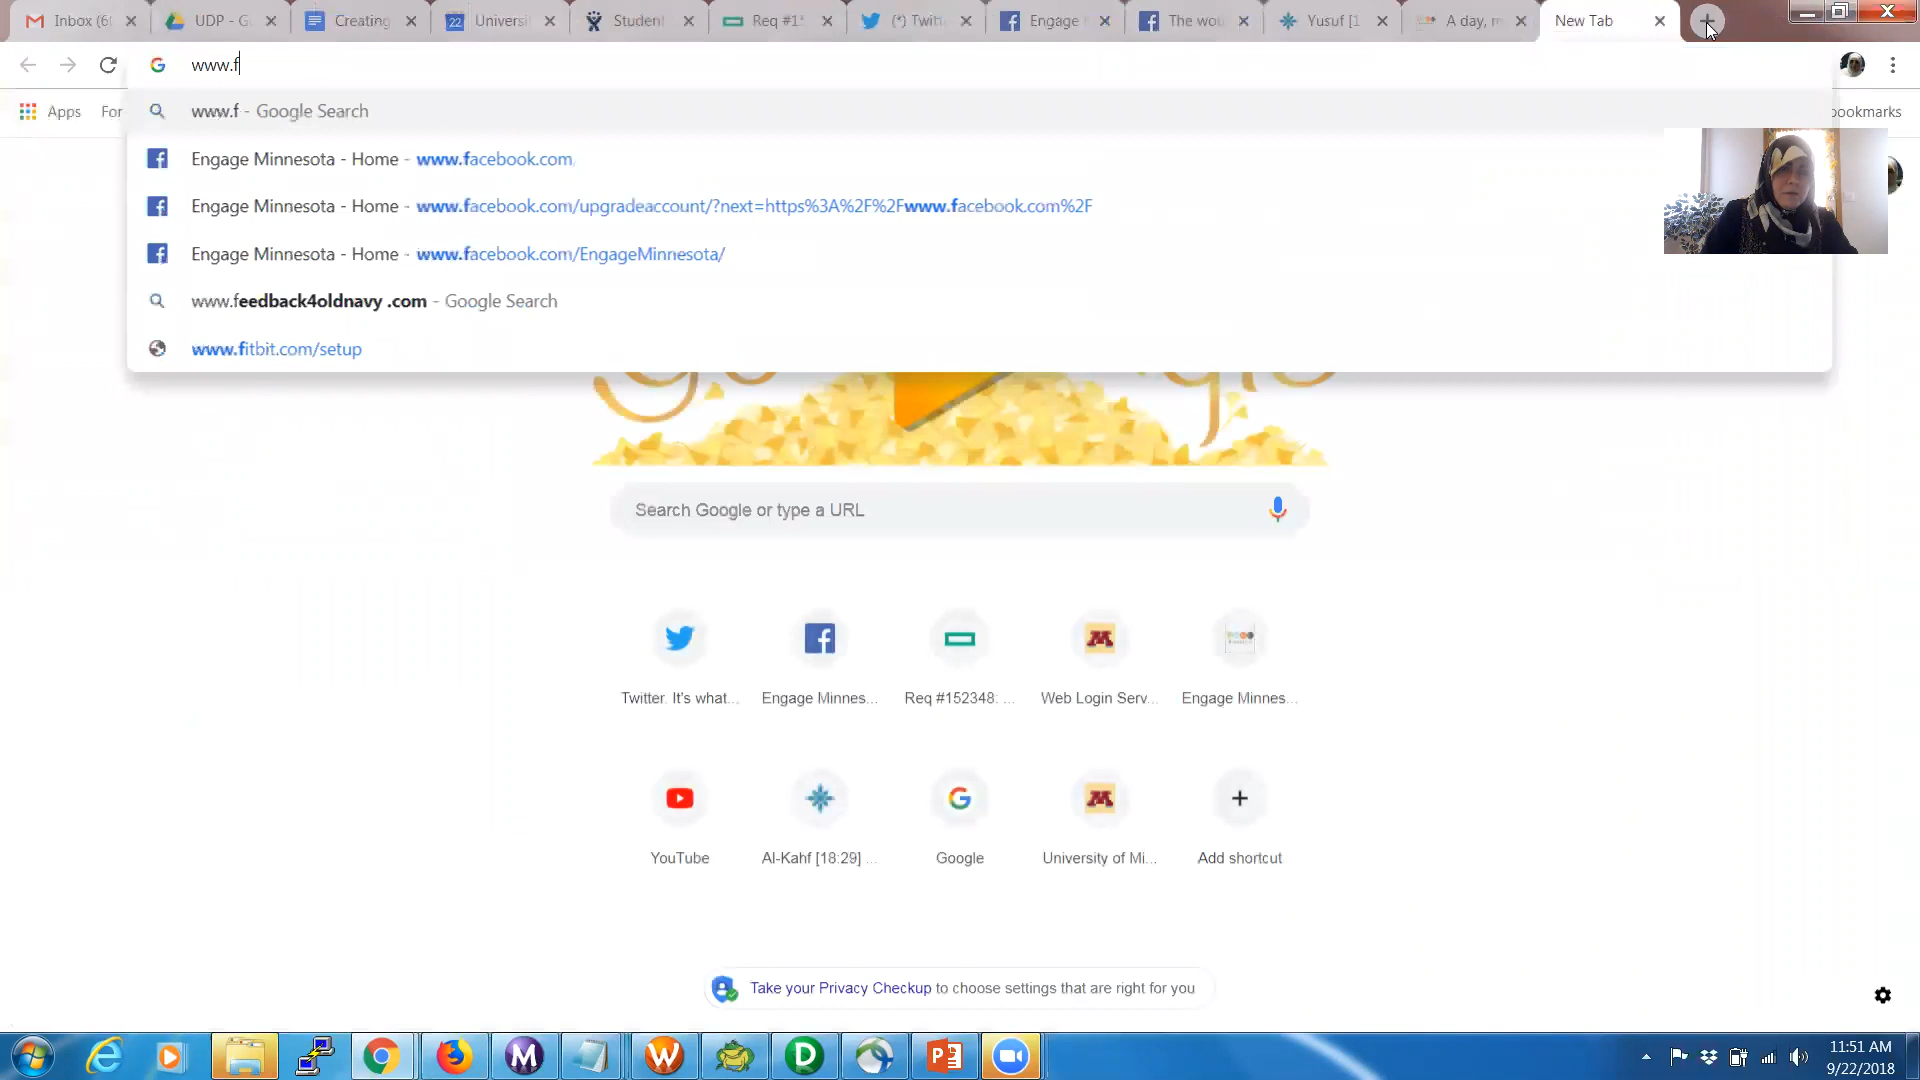 Inbox (6 UDP - G Creating Universi Student Req #1 (*) Twit Engage The wou Yusuf [1 A day, m New Tab
www.f
Apps For bookmarks
www.f - Google Search
Engage Minnesota - Home - www.facebook.com
Engage Minnesota - Home - www.facebook.com/upgradeaccount/?next=https%3A%2F%2Fwww.facebook.com%2F
Engage Minnesota - Home - www.facebook.com/EngageMinnesota/
www.feedback4oldnavy .com - Google Search
www.fitbit.com/setup
Search Google or type a URL
Twitter. It's what... Engage Minnes... Req #152348: ... Web Login Serv... Engage Minnes...
YouTube Al-Kahf [18:29] ... Google University of Mi... Add shortcut
Take your Privacy Checkup to choose settings that are right for you
11:51 AM
9/22/2018